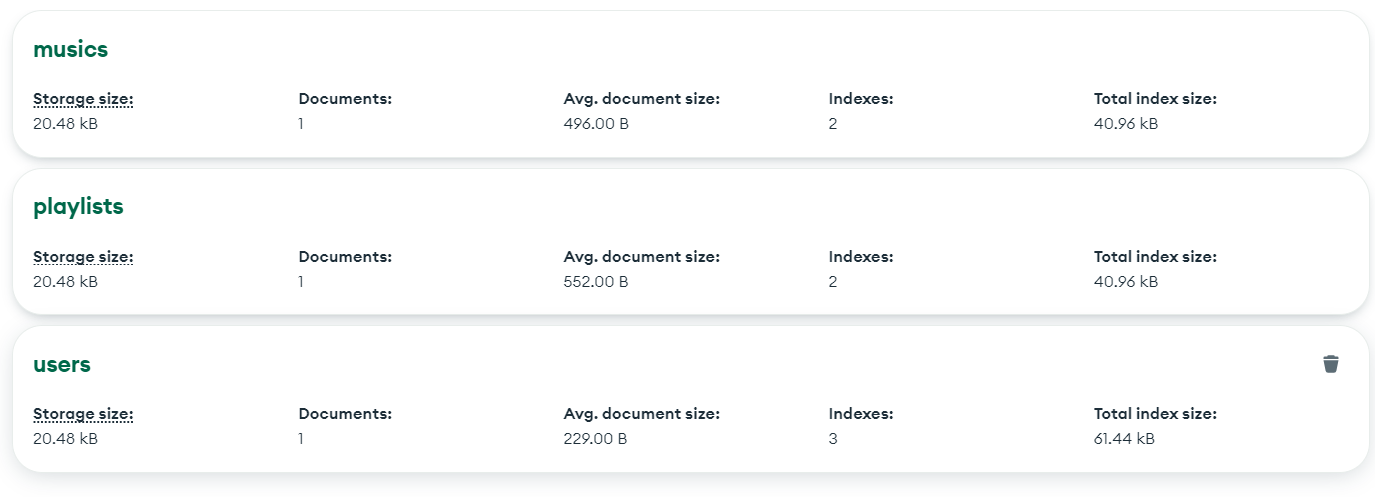 musics
Storage size: Documents: Avg. document size: Indexes: Total index size:
20.48 kB 1 496.00 B 2 40.96 kB
playlists
Storage size: Documents: Avg. document size: Indexes: Total index size:
20.48 kB 1 552.00 B 2 40.96 kB
users
Storage size: Documents: Avg. document size: Indexes: Total index size:
20.48 kB 1 229.00 B 3 61.44 kB